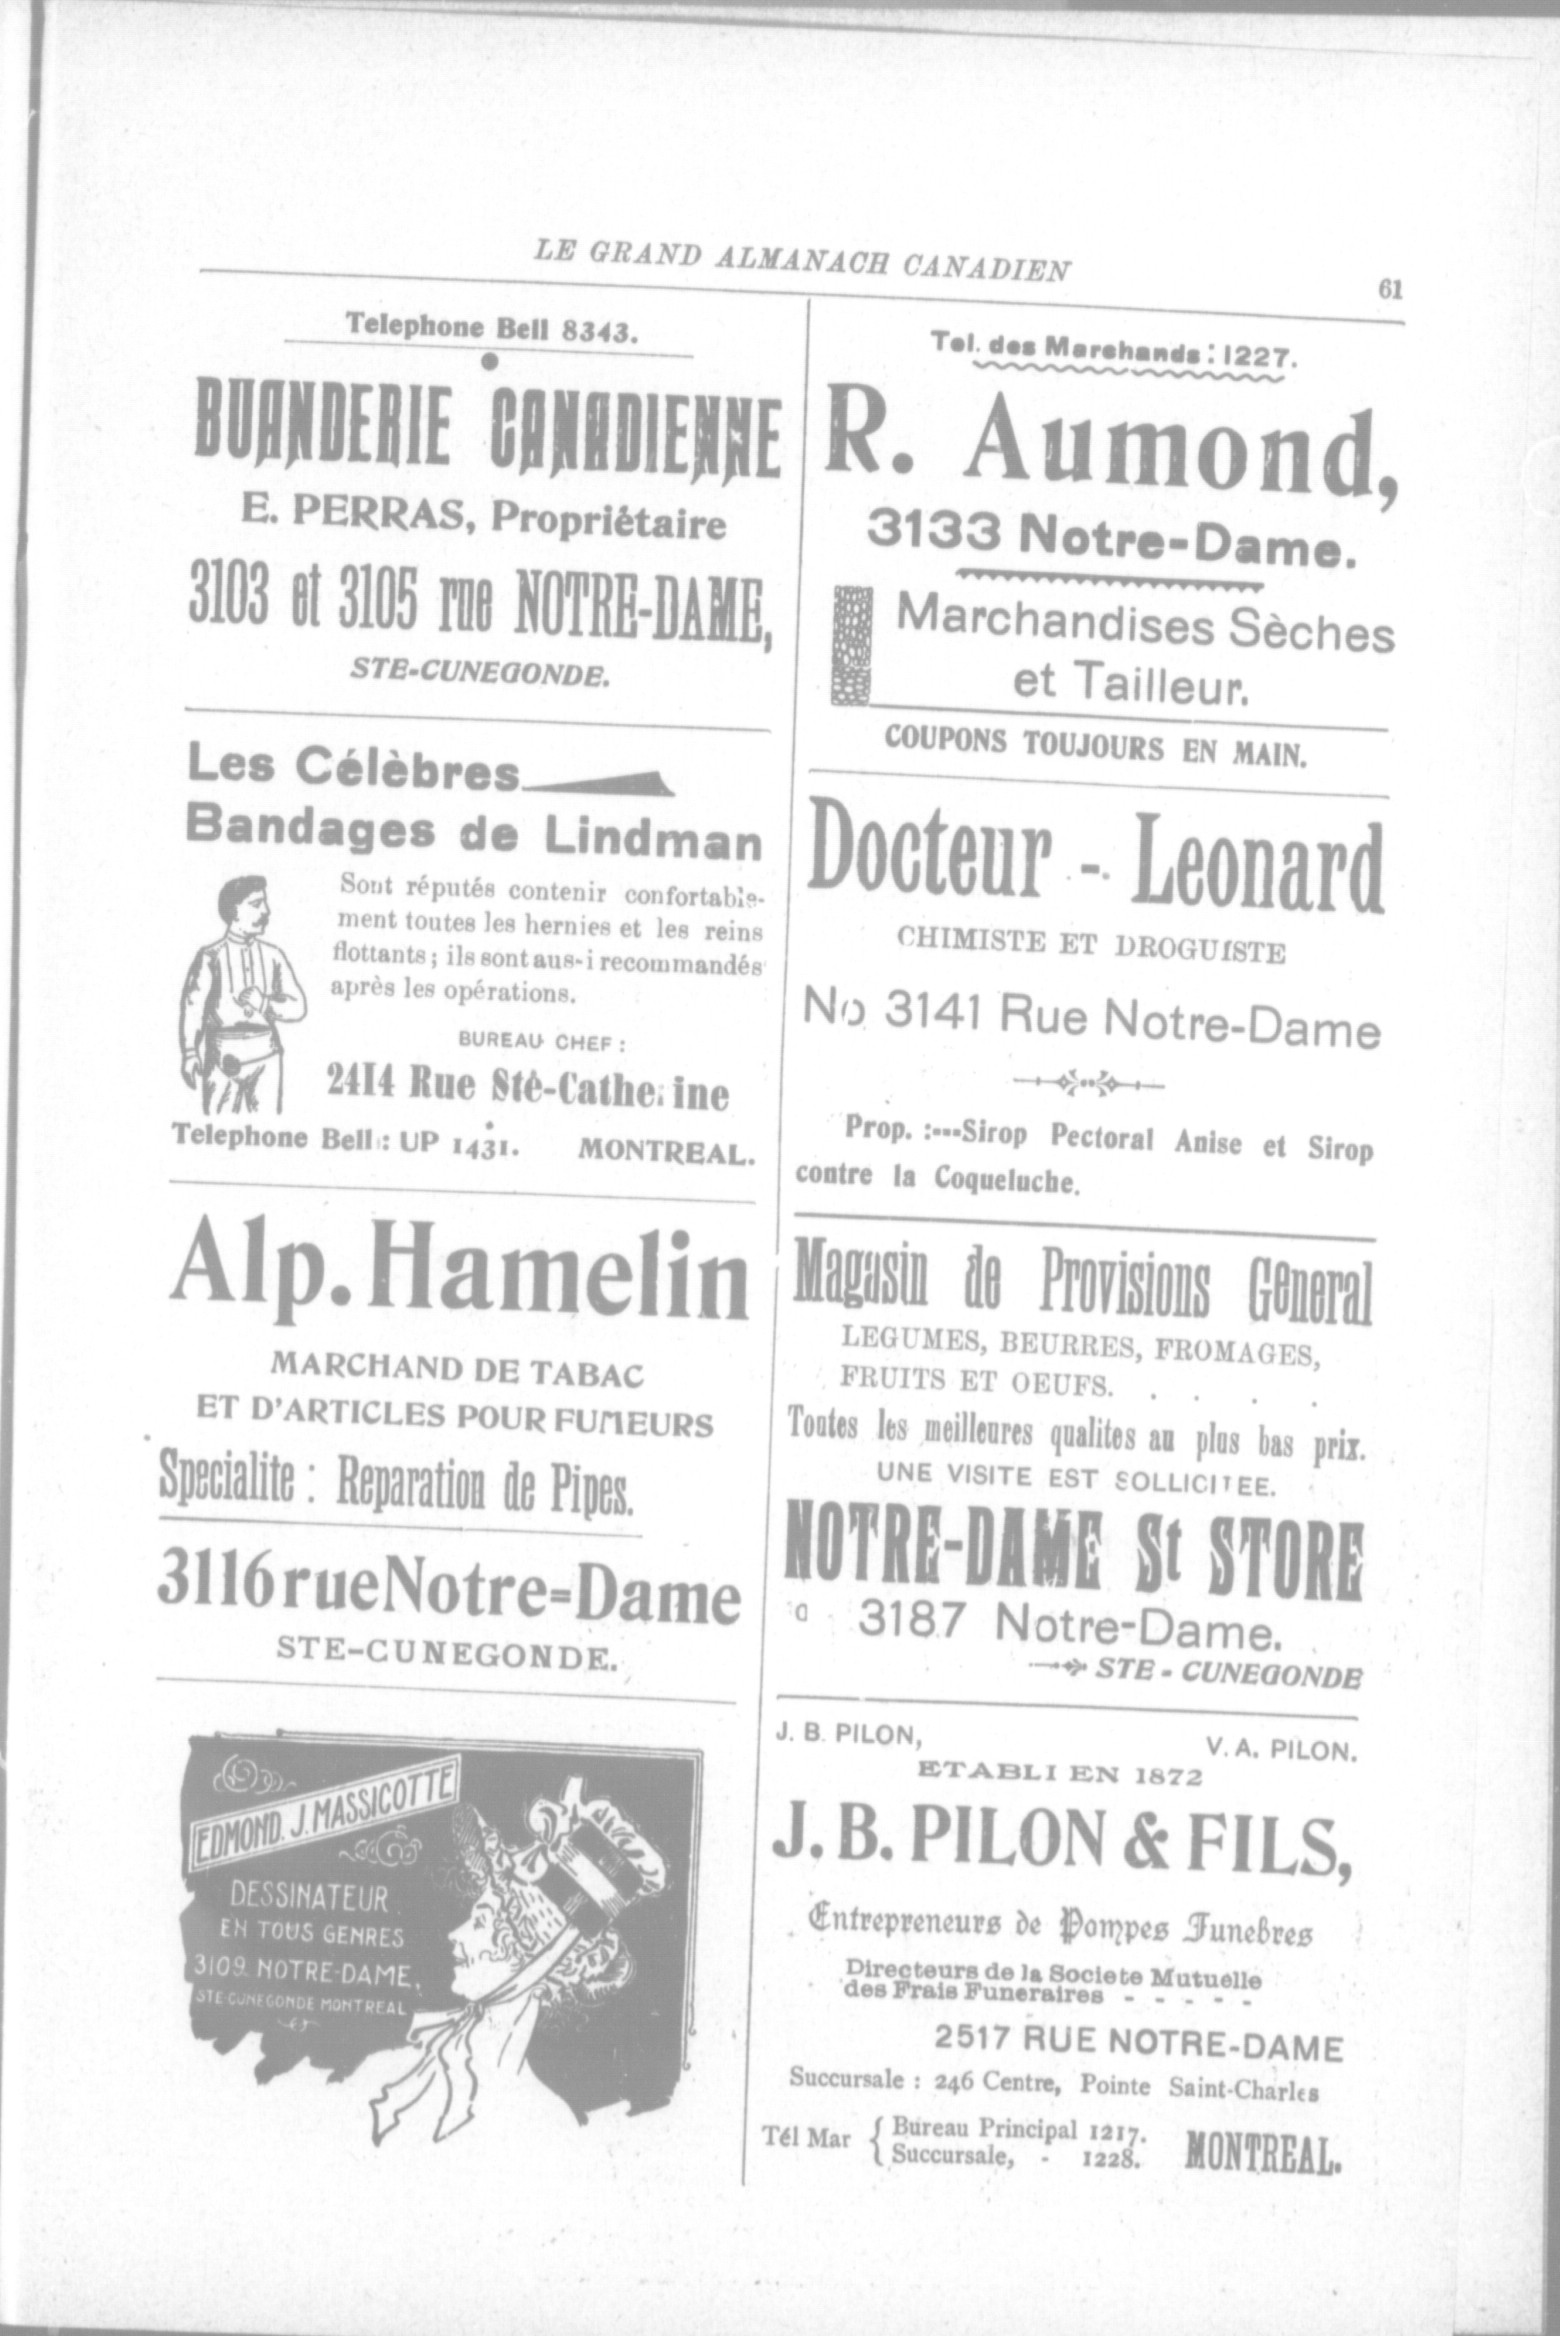 LE GRAND ALMANACH CANADIEN
61
Telephone Bell 8343.
BUANDERIE CANADIENNE
E. PERRAS, Propriétaire
3103 et 3105 rue NOTRE-DAME,
STE-CUNEGONDE.
Les Célèbres
Bandages de Lindman
Sont réputés contenir confortable-
ment toutes les hernies et les reins
flottants; ils sont aus-i recommandés
après les opérations.
BUREAU CHEF :
2414 Rue Ste-Catherine
Telephone Bell : UP 1431. MONTREAL.
Alp. Hamelin
MARCHAND DE TABAC
ET D'ARTICLES POUR FUMEURS
Specialite : Reparation de Pipes.
3116 rue Notre=Dame
STE-CUNEGONDE.
EDMOND. J. MASSICOTTE
DESSINATEUR
EN TOUS GENRES
3109 NOTRE-DAME,
STE-CUNEGONDE MONTREAL
Tel. des Marchands : 1227.
R. Aumond,
3133 Notre-Dame.
Marchandises Sèches
et Tailleur.
COUPONS TOUJOURS EN MAIN.
Docteur - Leonard
CHIMISTE ET DROGUISTE
No 3141 Rue Notre-Dame
Prop. :---Sirop Pectoral Anise et Sirop
contre la Coqueluche.
Magasin de Provisions General
LEGUMES, BEURRES, FROMAGES,
FRUITS ET OEUFS. . . . .
Toutes les meilleures qualites au plus bas prix.
UNE VISITE EST SOLLICITEE.
NOTRE-DAME St STORE
3187 Notre-Dame.
STE - CUNEGONDE
J. B. PILON, V. A. PILON.
ETABLI EN 1872
J. B. PILON & FILS,
Entrepreneurs de Pompes Funebres
Directeurs de la Societe Mutuelle
des Frais Funeraires - - - - -
2517 RUE NOTRE-DAME
Succursale : 246 Centre, Pointe Saint-Charles
Tél Mar { Bureau Principal 1217.
Succursale, - 1228.
MONTREAL.